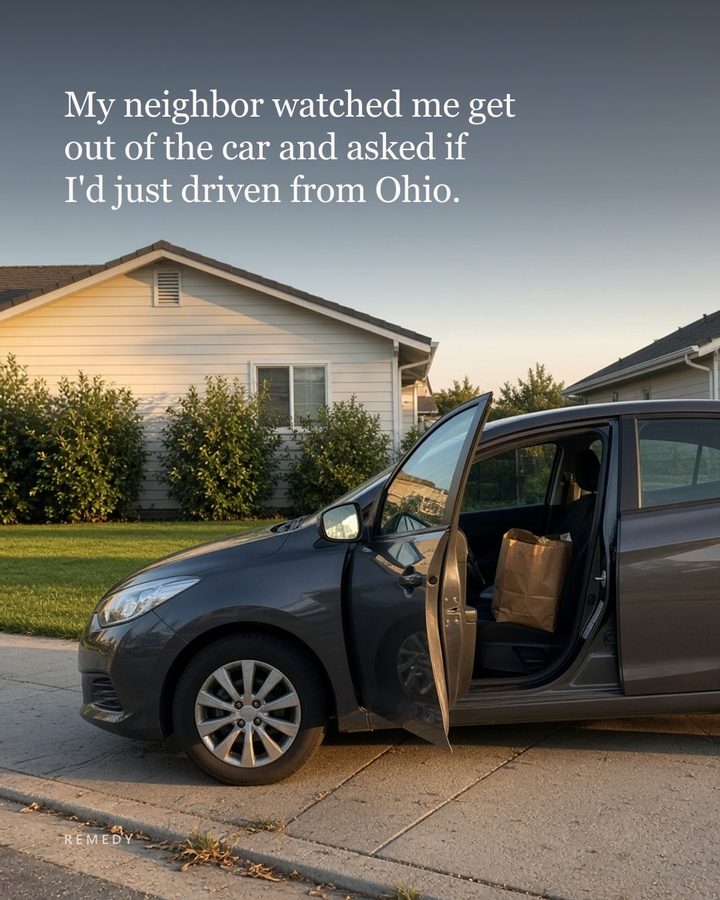 My neighbor watched me get
out of the car and asked if
I'd just driven from Ohio.
REMEDY